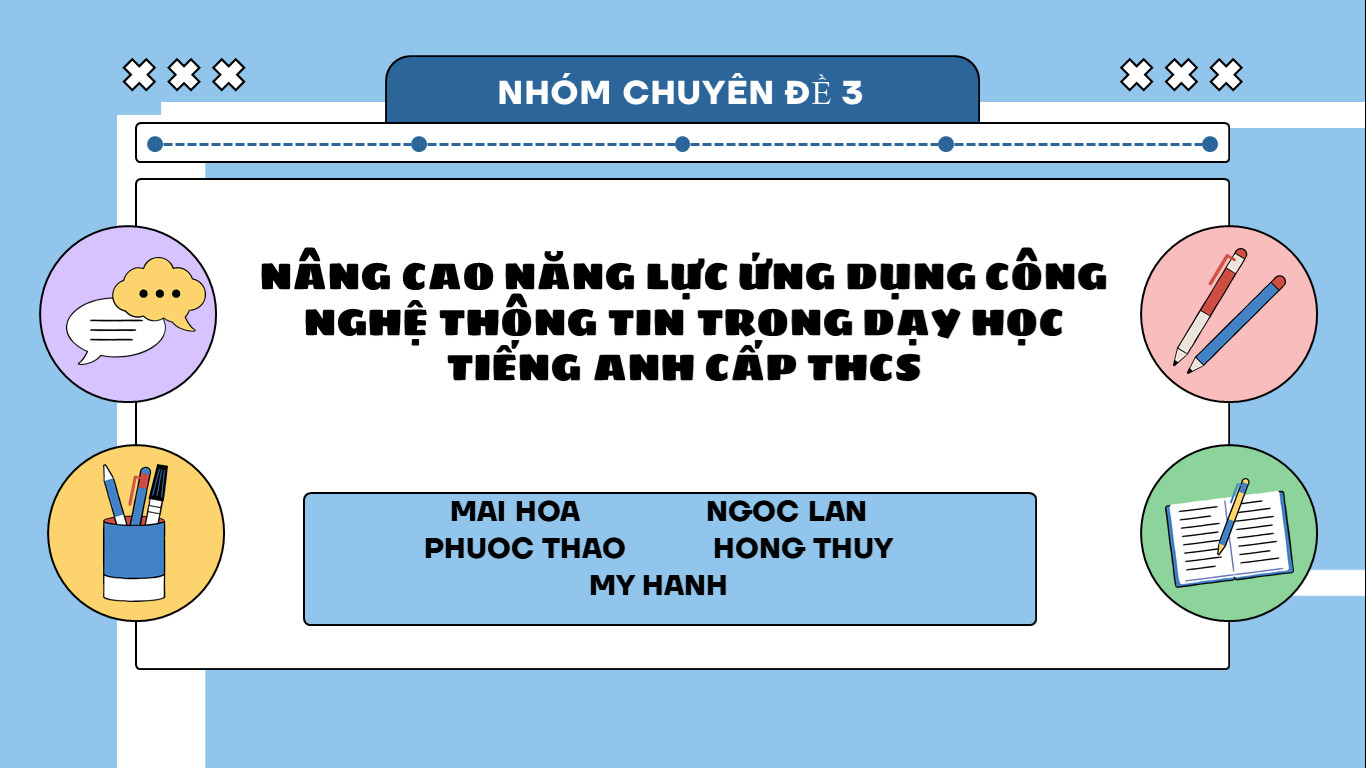 NHÓM CHUYÊN ĐỀ 3
NÂNG CAO NĂNG LỰC ỨNG DỤNG CÔNG
NGHỆ THÔNG TIN TRONG DẠY HỌC
TIẾNG ANH CẤP THCS
MAI HOA NGOC LAN
PHUOC THAO HONG THUY
MY HANH